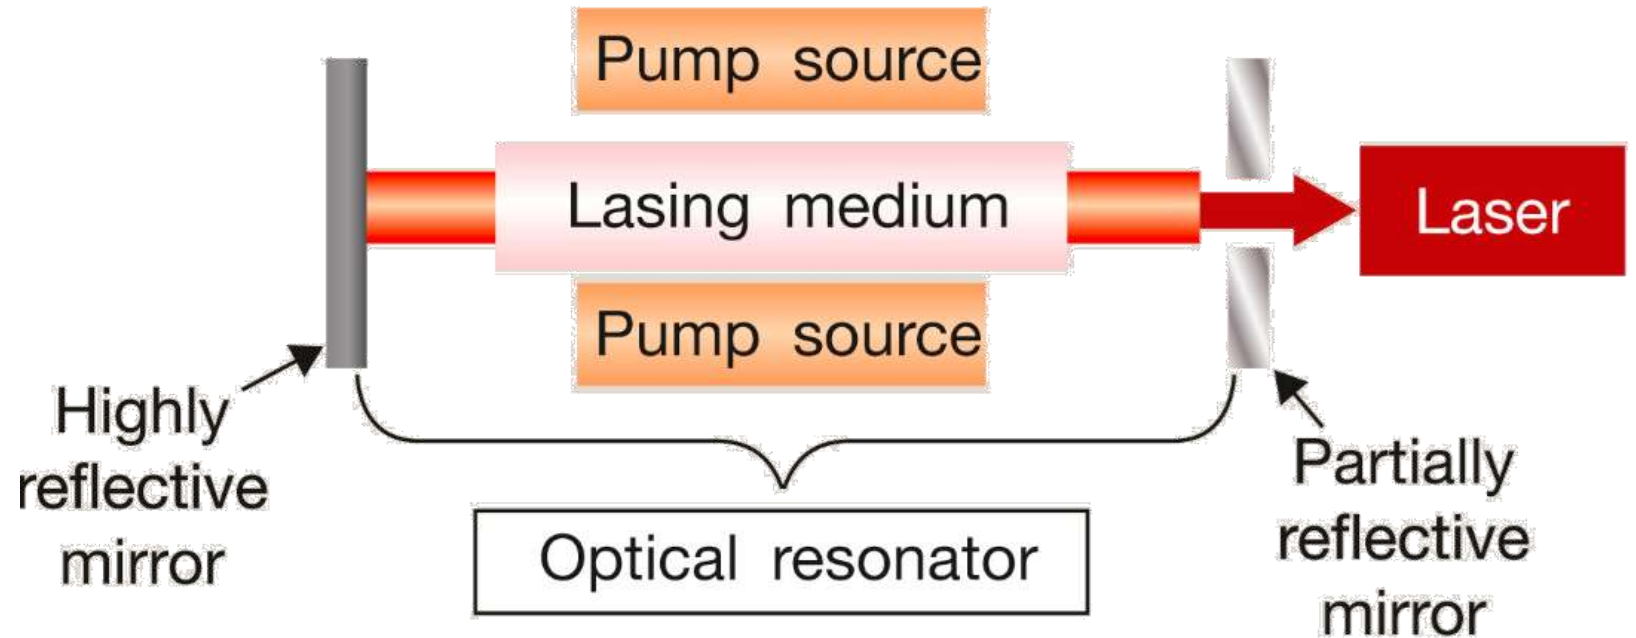 Pump source
Lasing medium
Laser
Pump source
Highly
reflective
mirror
Partially
reflective
mirror
Optical resonator